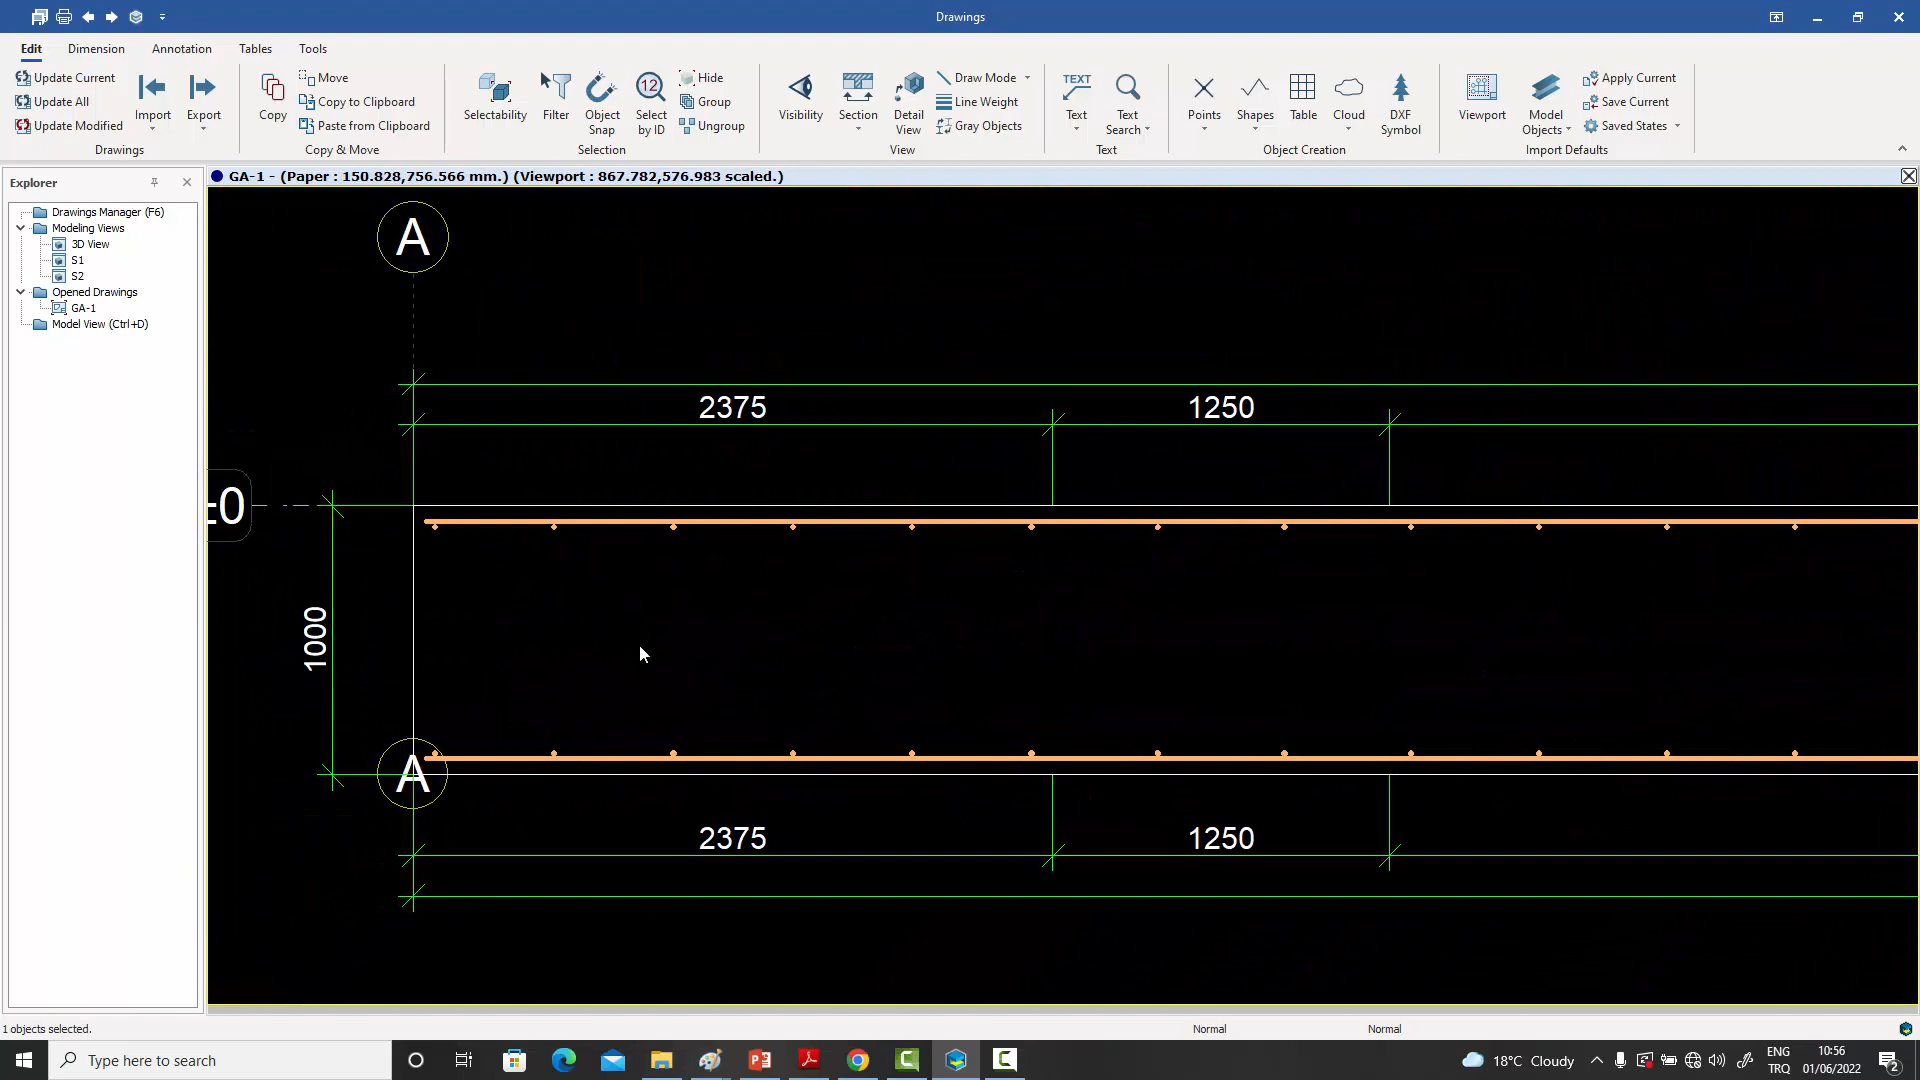 Drawings
Edit Dimension Annotation Tables Tools
Update Current
Update All
Update Modified
Import
Export
Drawings
Copy
Move
Copy to Clipboard
Paste from Clipboard
Copy & Move
Selectability
Filter
Object Snap
12
Select by ID
Hide
Group
Ungroup
Selection
Visibility
Section
Detail View
Draw Mode
Line Weight
Gray Objects
View
TEXT
Text
Text Search
Text
Points
Shapes
Table
Cloud
DXF Symbol
Object Creation
Viewport
Model Objects
Apply Current
Save Current
Saved States
Import Defaults
Explorer
GA-1 - (Paper : 150.828,756.566 mm.) (Viewport : 867.782,576.983 scaled.)
Drawings Manager (F6)
Modeling Views
3D View
S1
S2
Opened Drawings
GA-1
Model View (Ctrl+D)
A
2375 1250
±0
1000
A
2375 1250
1 objects selected.
Normal Normal
Type here to search
18°C Cloudy
ENG
TRQ
10:56
01/06/2022
2